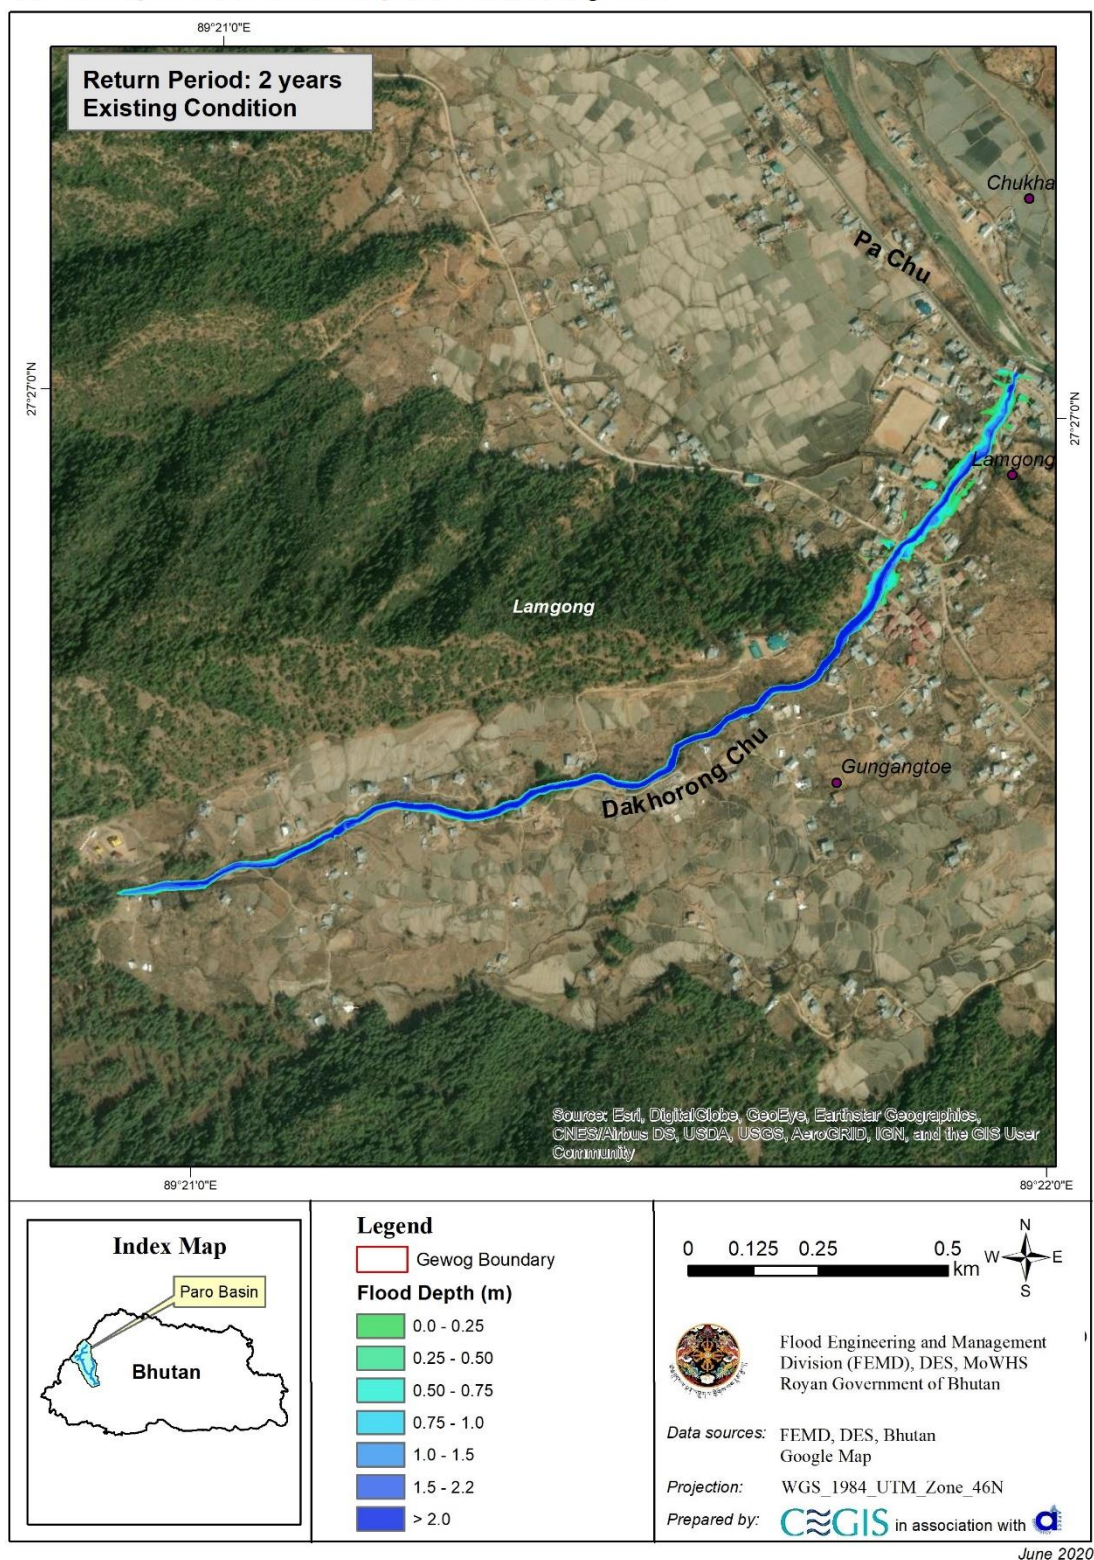 89°21'0"E
Return Period: 2 years
Existing Condition
Chukha
Pa Chu
27°27'0"N
27°27'0"N
Lamgong
Lamgong
Gungangtoe
Dakhorong Chu
Source: Esri, DigitalGlobe, GeoEye, Earthstar Geographics,
CNES/Airbus DS, USDA, USGS, AeroGRID, IGN, and the GIS User
Community
89°21'0"E
89°22'0"E
Index Map
Paro Basin
Bhutan
Legend
Gewog Boundary
Flood Depth (m)
0.0 - 0.25
0.25 - 0.50
0.50 - 0.75
0.75 - 1.0
1.0 - 1.5
1.5 - 2.2
> 2.0
0 0.125 0.25 0.5
km
N
W E
S
Flood Engineering and Management
Division (FEMD), DES, MoWHS
Royan Government of Bhutan
Data sources: FEMD, DES, Bhutan
Google Map
Projection: WGS_1984_UTM_Zone_46N
Prepared by: CEGIS in association with
June 2020